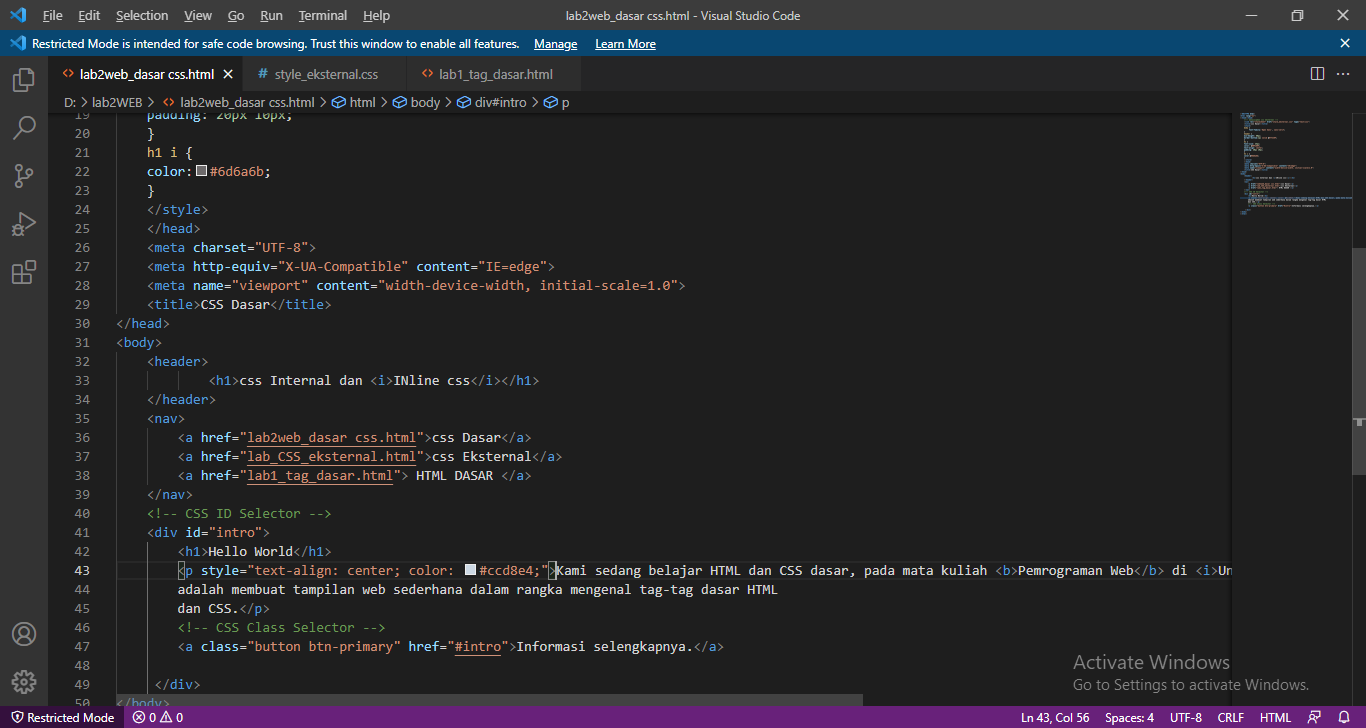 File Edit Selection View Go Run Terminal Help lab2web_dasar css.html - Visual Studio Code
Restricted Mode is intended for safe code browsing. Trust this window to enable all features. Manage Learn More
lab2web_dasar css.html style_eksternal.css lab1_tag_dasar.html
D: > lab2WEB > lab2web_dasar css.html > html > body > div#intro > p
19 padding: 20px 10px;
20 }
21 h1 i {
22 color: #6d6a6b;
23 }
24 </style>
25 </head>
26 <meta charset="UTF-8">
27 <meta http-equiv="X-UA-Compatible" content="IE=edge">
28 <meta name="viewport" content="width-device-width, initial-scale=1.0">
29 <title>CSS Dasar</title>
30 </head>
31 <body>
32 <header>
33 <h1>css Internal dan <i>INline css</i></h1>
34 </header>
35 <nav>
36 <a href="lab2web_dasar css.html">css Dasar</a>
37 <a href="lab_CSS_eksternal.html">css Eksternal</a>
38 <a href="lab1_tag_dasar.html"> HTML DASAR </a>
39 </nav>
40 <!-- CSS ID Selector -->
41 <div id="intro">
42 <h1>Hello World</h1>
43 <p style="text-align: center; color: #ccd8e4;">Kami sedang belajar HTML dan CSS dasar, pada mata kuliah <b>Pemrograman Web</b> di <i>Un
44 adalah membuat tampilan web sederhana dalam rangka mengenal tag-tag dasar HTML
45 dan CSS.</p>
46 <!-- CSS Class Selector -->
47 <a class="button btn-primary" href="#intro">Informasi selengkapnya.</a>
48
49 </div>
50 </body>
Activate Windows
Go to Settings to activate Windows.
Restricted Mode 0 0 Ln 43, Col 56 Spaces: 4 UTF-8 CRLF HTML